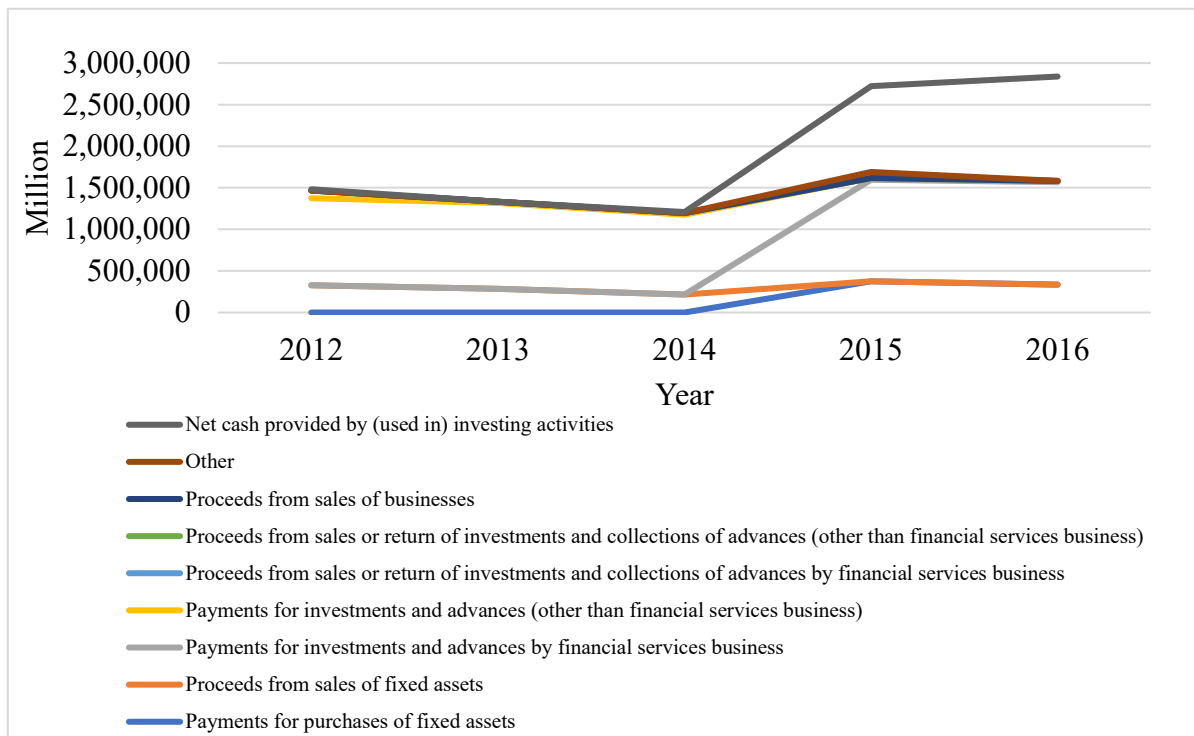 3,000,000
2,500,000
2,000,000
1,500,000
1,000,000
500,000
0
Million
2012 2013 2014 2015 2016
Year
Net cash provided by (used in) investing activities
Other
Proceeds from sales of businesses
Proceeds from sales or return of investments and collections of advances (other than financial services business)
Proceeds from sales or return of investments and collections of advances by financial services business
Payments for investments and advances (other than financial services business)
Payments for investments and advances by financial services business
Proceeds from sales of fixed assets
Payments for purchases of fixed assets